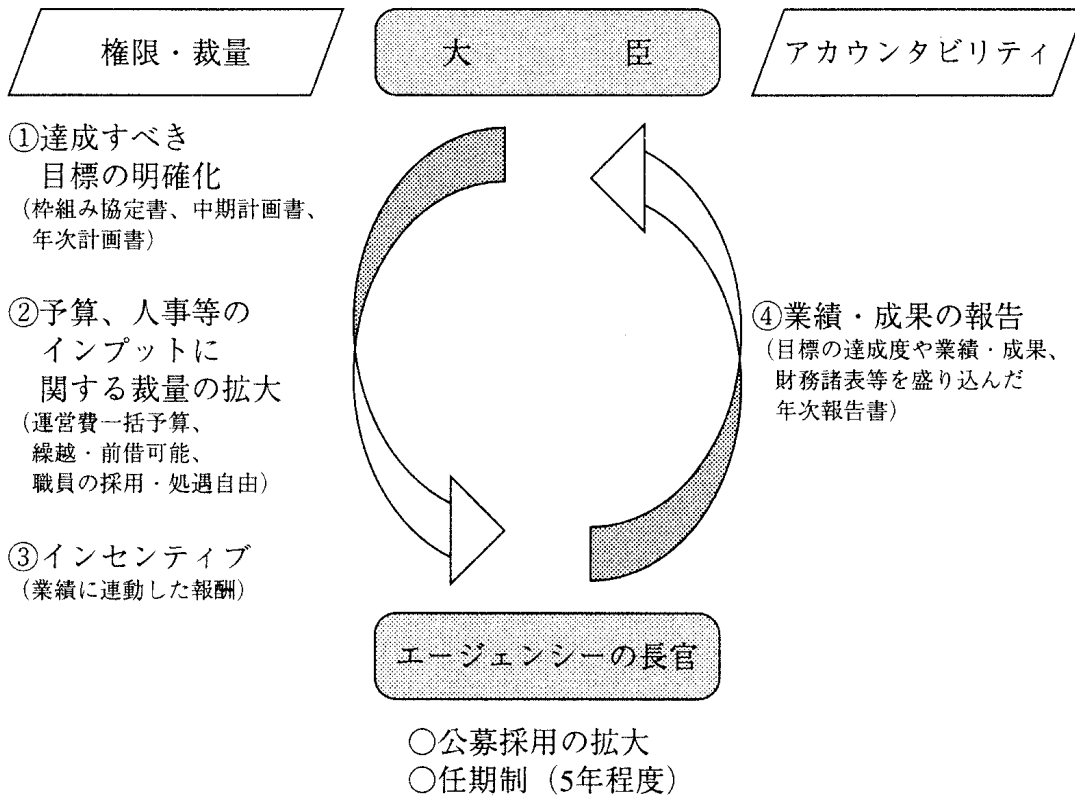 権限・裁量
大臣
アカウンタビリティ
①達成すべき
目標の明確化
(枠組み協定書、中期計画書、
年次計画書)
②予算、人事等の
インプットに
関する裁量の拡大
(運営費一括予算、
繰越・前借可能、
職員の採用・処遇自由)
③インセンティブ
(業績に連動した報酬)
④業績・成果の報告
(目標の達成度や業績・成果、
財務諸表等を盛り込んだ
年次報告書)
エージェンシーの長官
○公募採用の拡大
○任期制（5年程度）